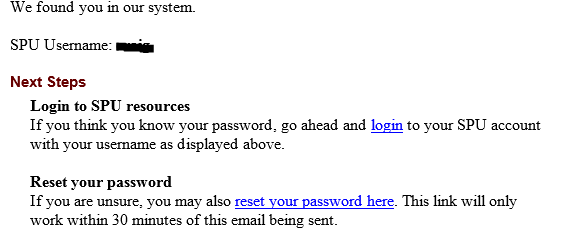 We found you in our system.
SPU Username:
Next Steps
Login to SPU resources
If you think you know your password, go ahead and login to your SPU account
with your username as displayed above.
Reset your password
If you are unsure, you may also reset your password here. This link will only
work within 30 minutes of this email being sent.